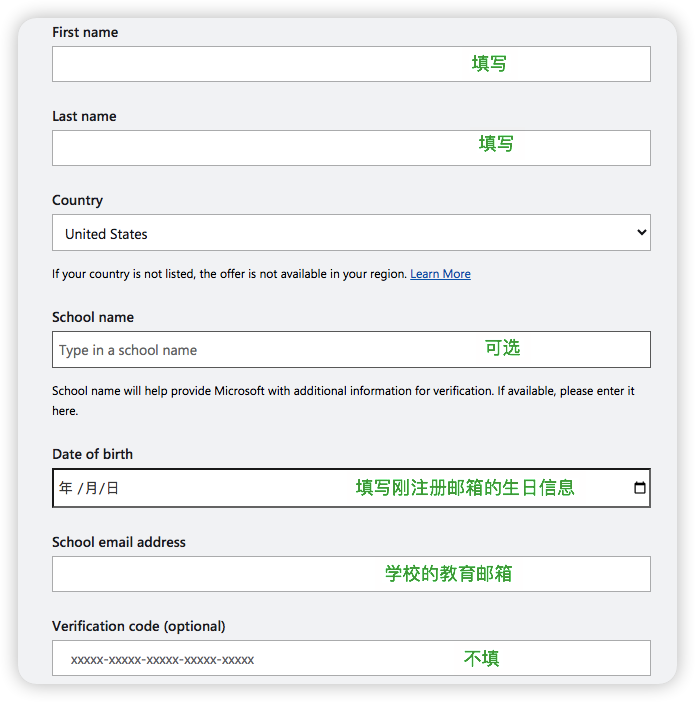 First name
填写
Last name
填写
Country
United States
If your country is not listed, the offer is not available in your region. Learn More
School name
Type in a school name 可选
School name will help provide Microsoft with additional information for verification. If available, please enter it
here.
Date of birth
年 /月/日 填写刚注册邮箱的生日信息
School email address
学校的教育邮箱
Verification code (optional)
xxxxx-xxxxx-xxxxx-xxxxx-xxxxx 不填